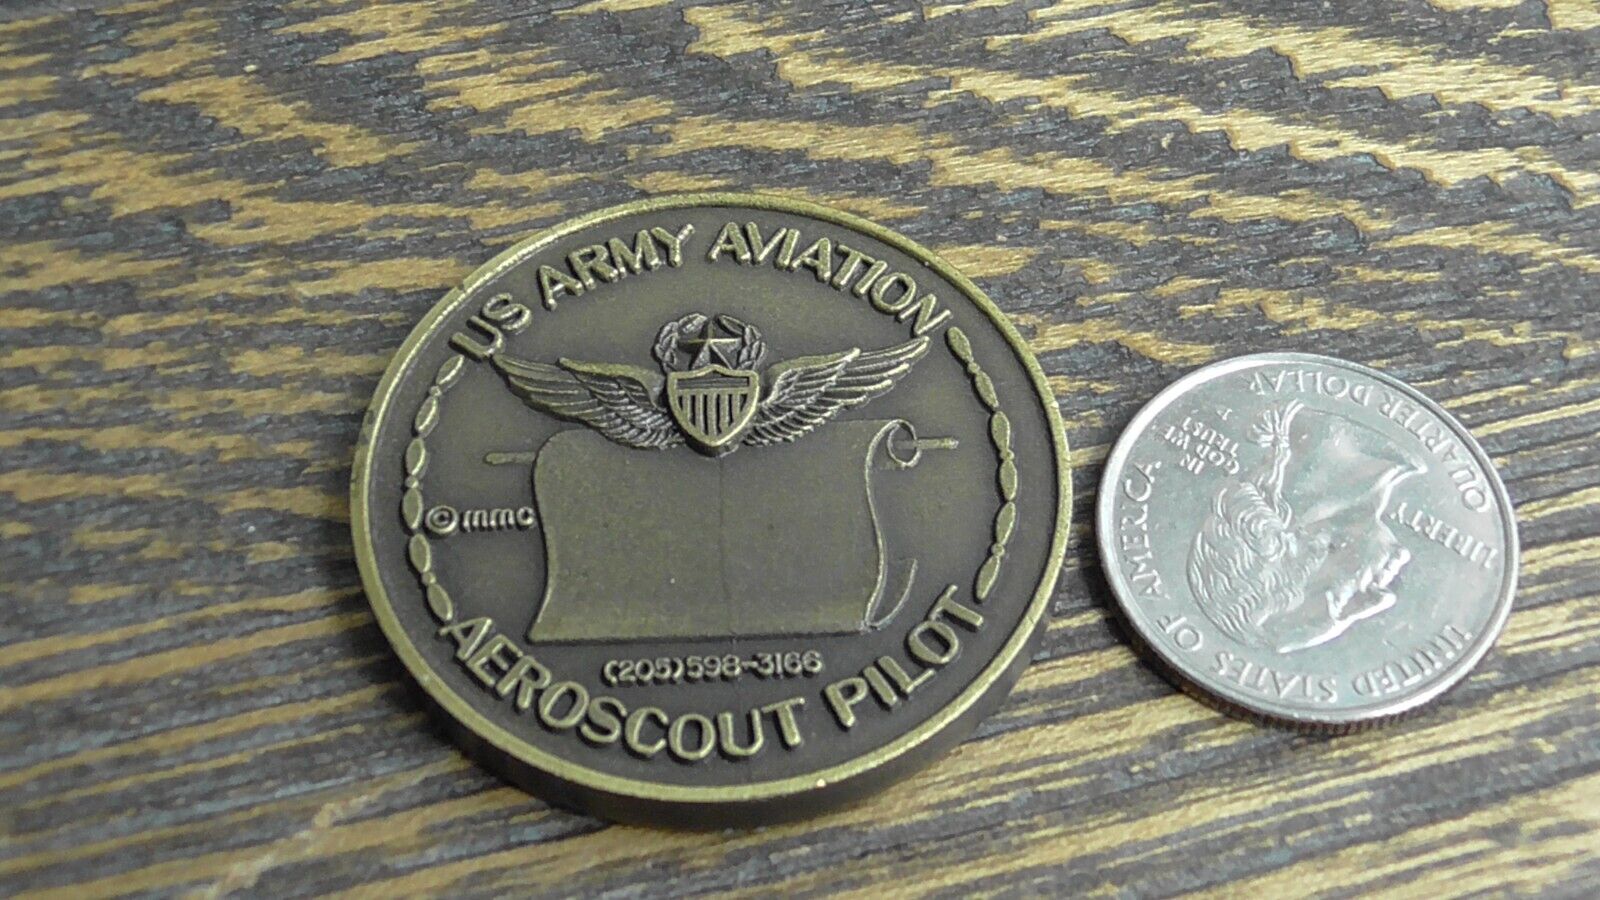 US ARMY AVIATION
©mmc
(205)598-3166
AEROSCOUT PILOT
UNITED STATES OF AMERICA
LIBERTY
IN
GOD WE
TRUST
QUARTER DOLLAR